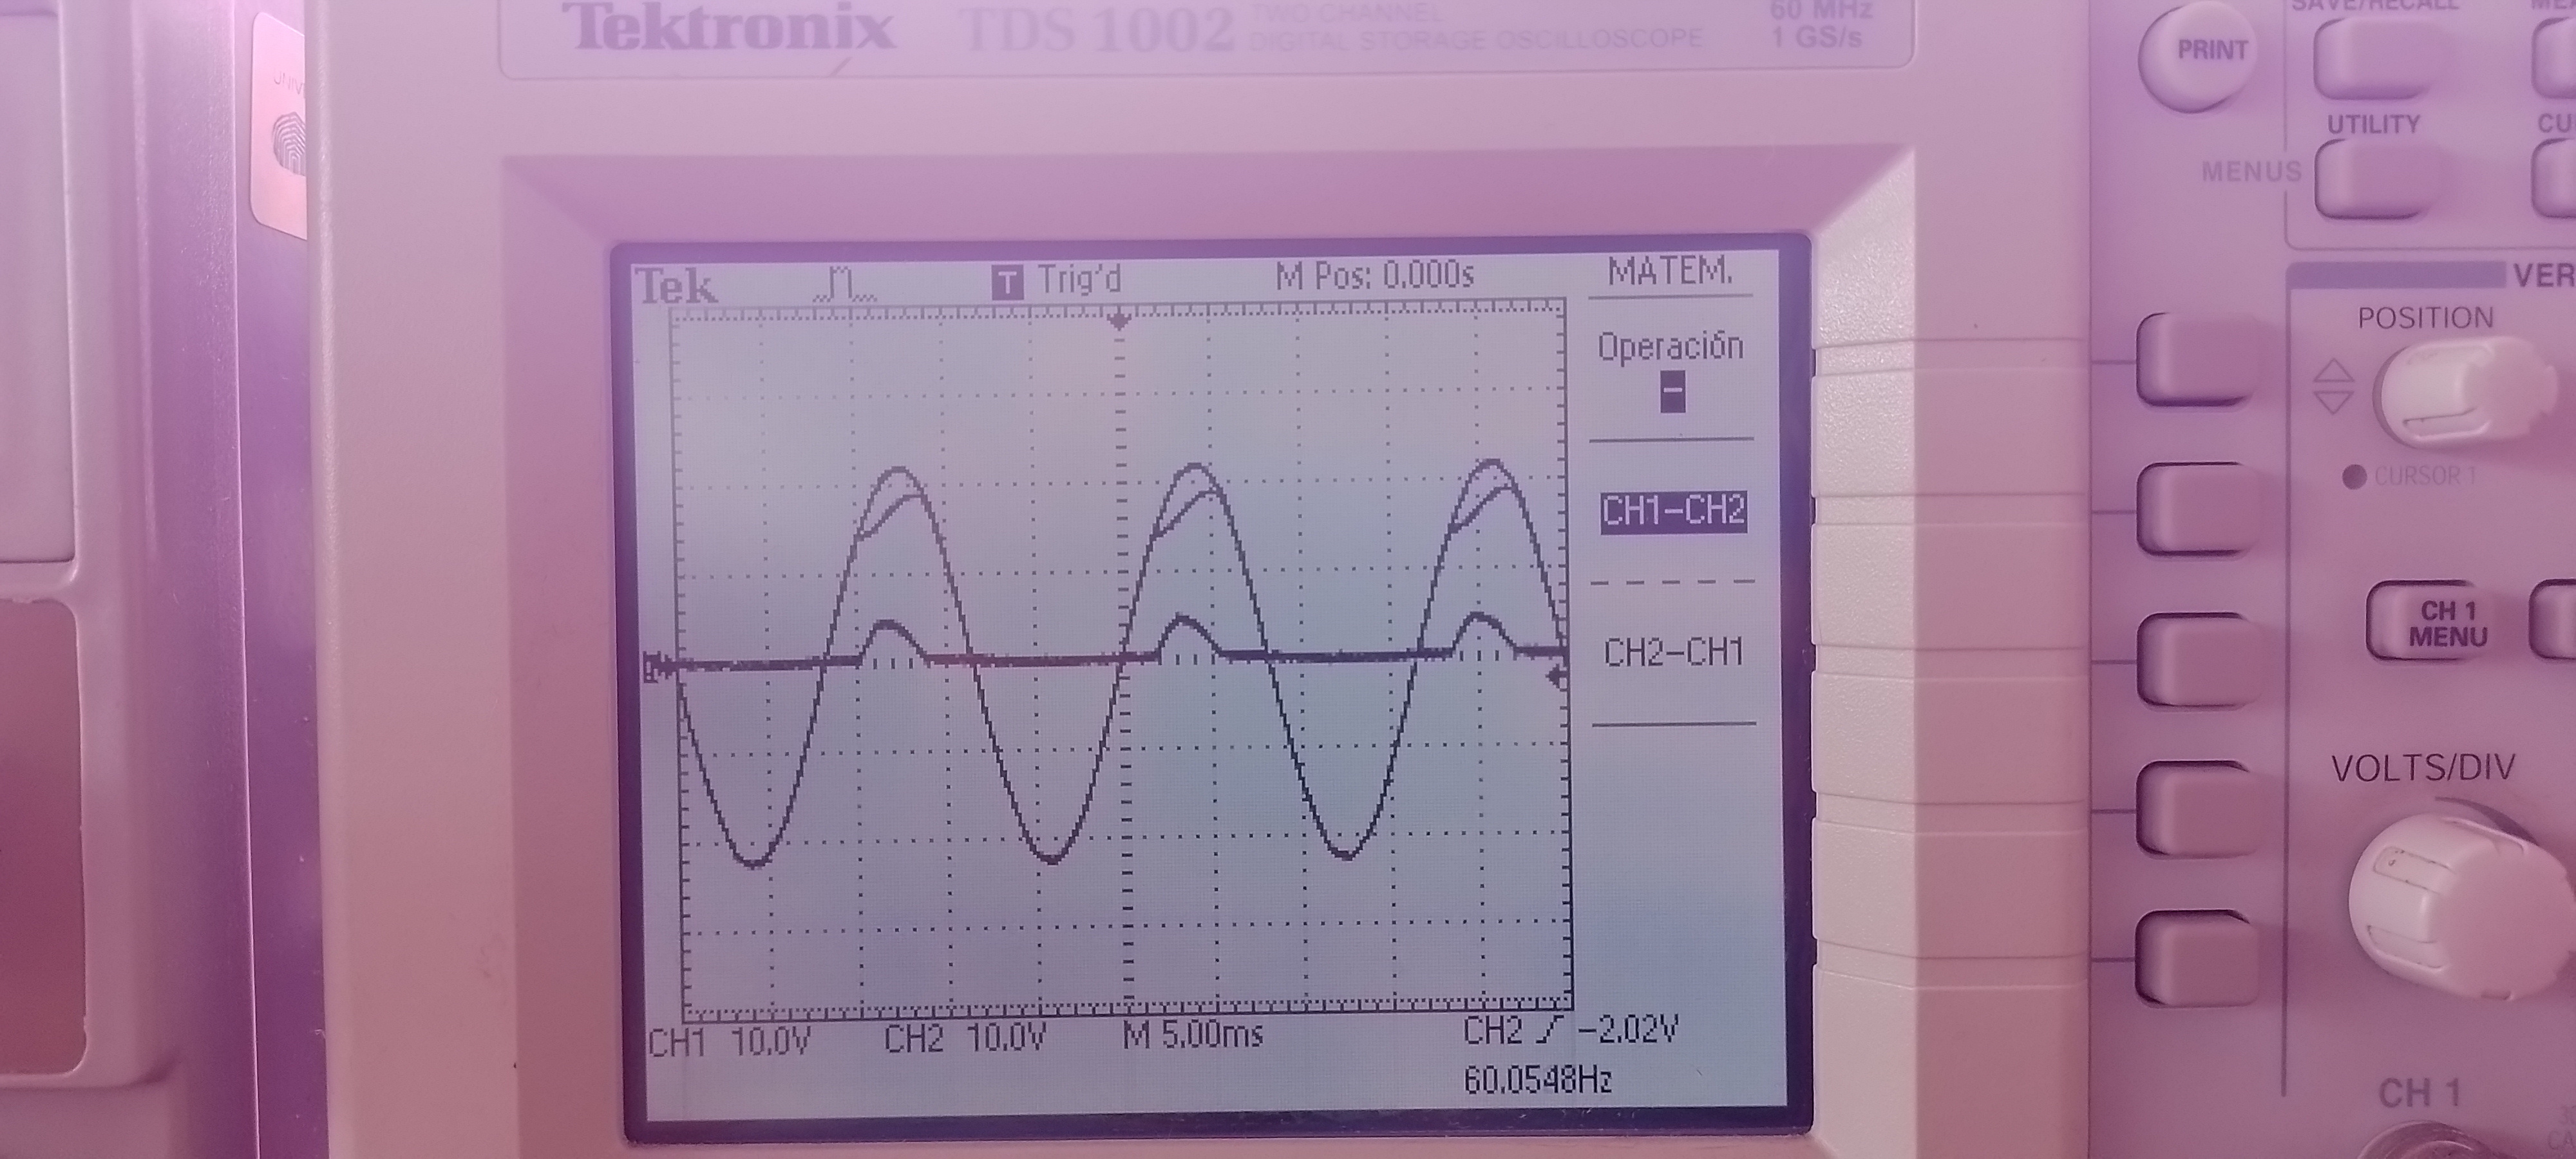 Tektronix TDS 1002 TWO CHANNEL 60 MHz
DIGITAL STORAGE OSCILLOSCOPE 1 GS/s
PRINT
SAVE/RECALL
UTILITY
MENUS
Tek T Trig'd M Pos: 0.000s MATEM.
Operación
-
CH1-CH2
CH2-CH1
CH1 10.0V CH2 10.0V M 5.00ms CH2 -2.02V
60.0548Hz
POSITION
CURSOR 1
CH 1
MENU
VOLTS/DIV
CH 1